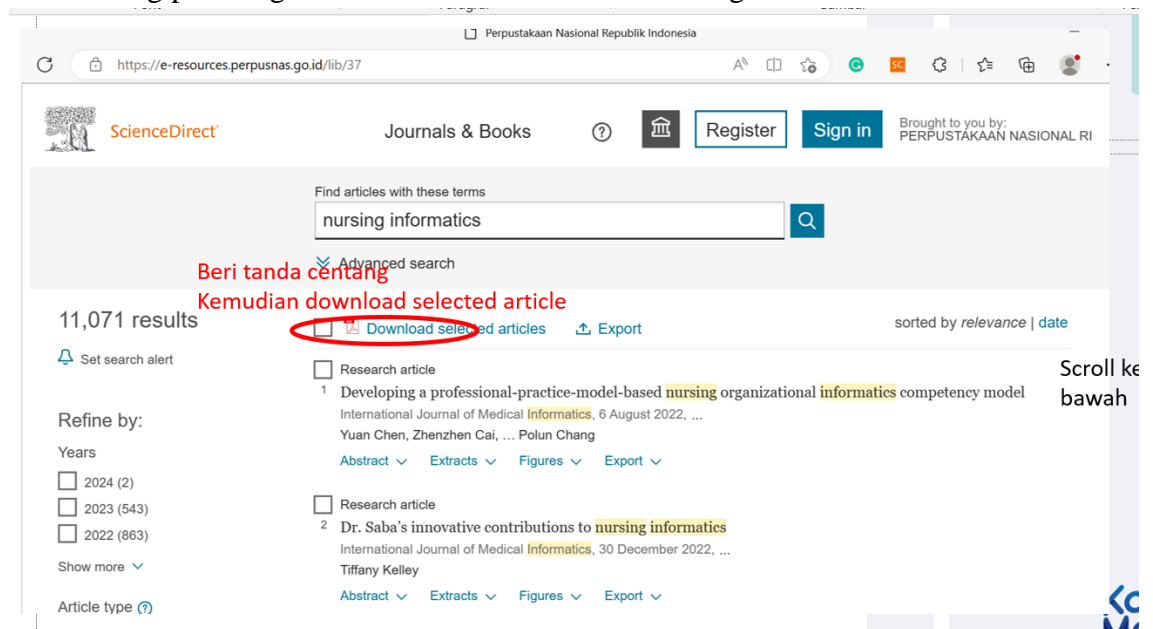 Perpustakaan Nasional Republik Indonesia
https://e-resources.perpusnas.go.id/lib/37
ScienceDirect
Journals & Books
Register
Sign in
Brought to you by:
PERPUSTAKAAN NASIONAL RI
Find articles with these terms
nursing informatics
Advanced search
Beri tanda centang
Kemudian download selected article
11,071 results
Download selected articles
Export
sorted by relevance | date
Set search alert
Research article
1 Developing a professional-practice-model-based nursing organizational informatics competency model
International Journal of Medical Informatics, 6 August 2022, ...
Yuan Chen, Zhenzhen Cai, ... Polun Chang
Abstract Extracts Figures Export
Scroll ke
bawah
Refine by:
Years
2024 (2)
2023 (543)
2022 (863)
Show more
Article type
Research article
2 Dr. Saba's innovative contributions to nursing informatics
International Journal of Medical Informatics, 30 December 2022, ...
Tiffany Kelley
Abstract Extracts Figures Export